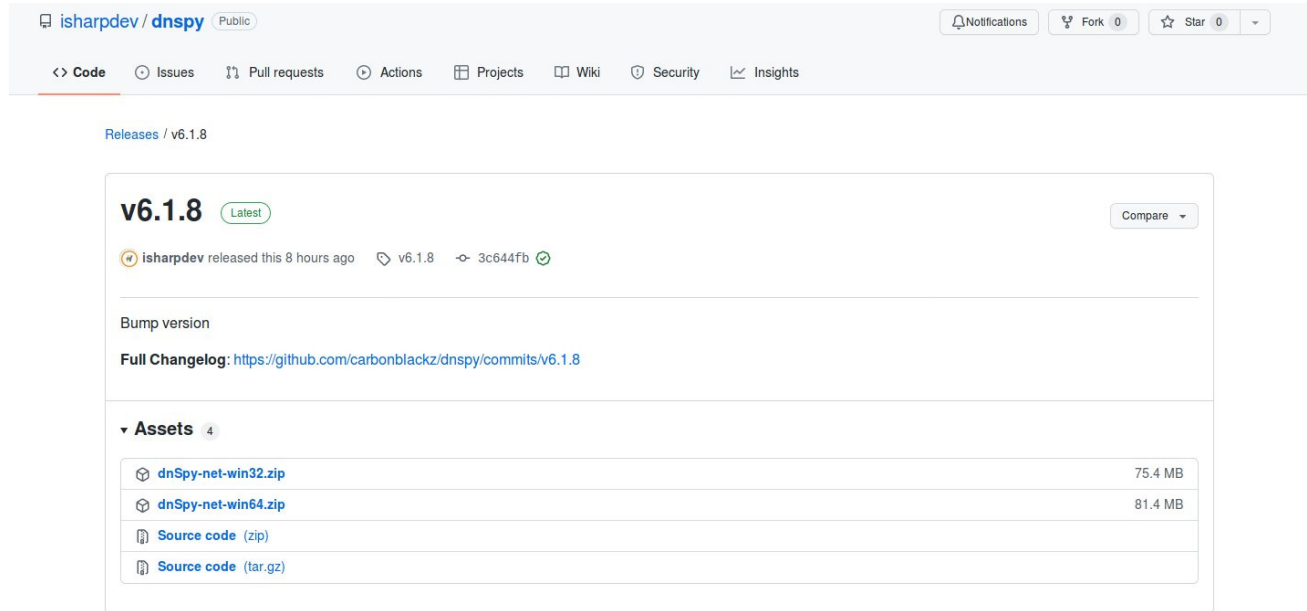 isharpdev / dnspy Public Notifications Fork 0 Star 0
<> Code Issues Pull requests Actions Projects Wiki Security Insights
Releases / v6.1.8
v6.1.8 Latest Compare
isharpdev released this 8 hours ago v6.1.8 3c644fb
Bump version
Full Changelog: https://github.com/carbonblackz/dnspy/commits/v6.1.8
Assets 4
dnSpy-net-win32.zip 75.4 MB
dnSpy-net-win64.zip 81.4 MB
Source code (zip)
Source code (tar.gz)